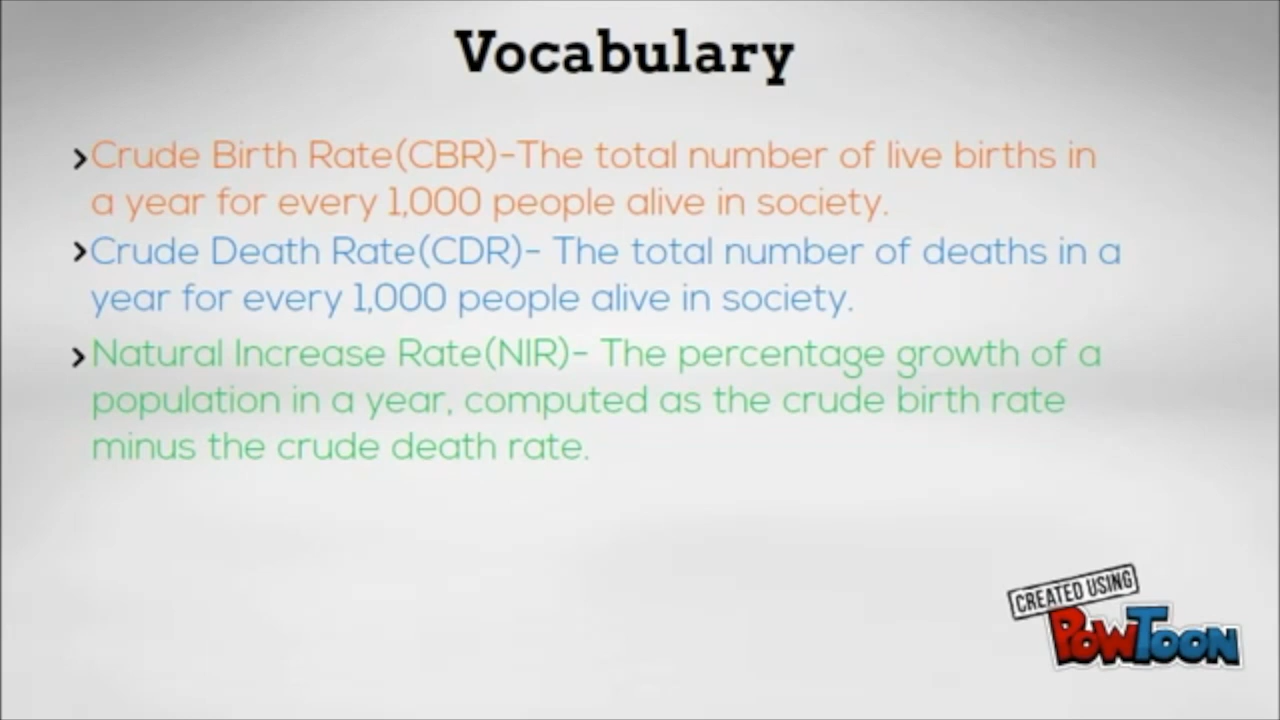 Vocabulary
Crude Birth Rate(CBR)-The total number of live births in
a year for every 1,000 people alive in society.
Crude Death Rate(CDR)- The total number of deaths in a
year for every 1,000 people alive in society.
Natural Increase Rate(NIR)- The percentage growth of a
population in a year, computed as the crude birth rate
minus the crude death rate.
CREATED USING
PowToon